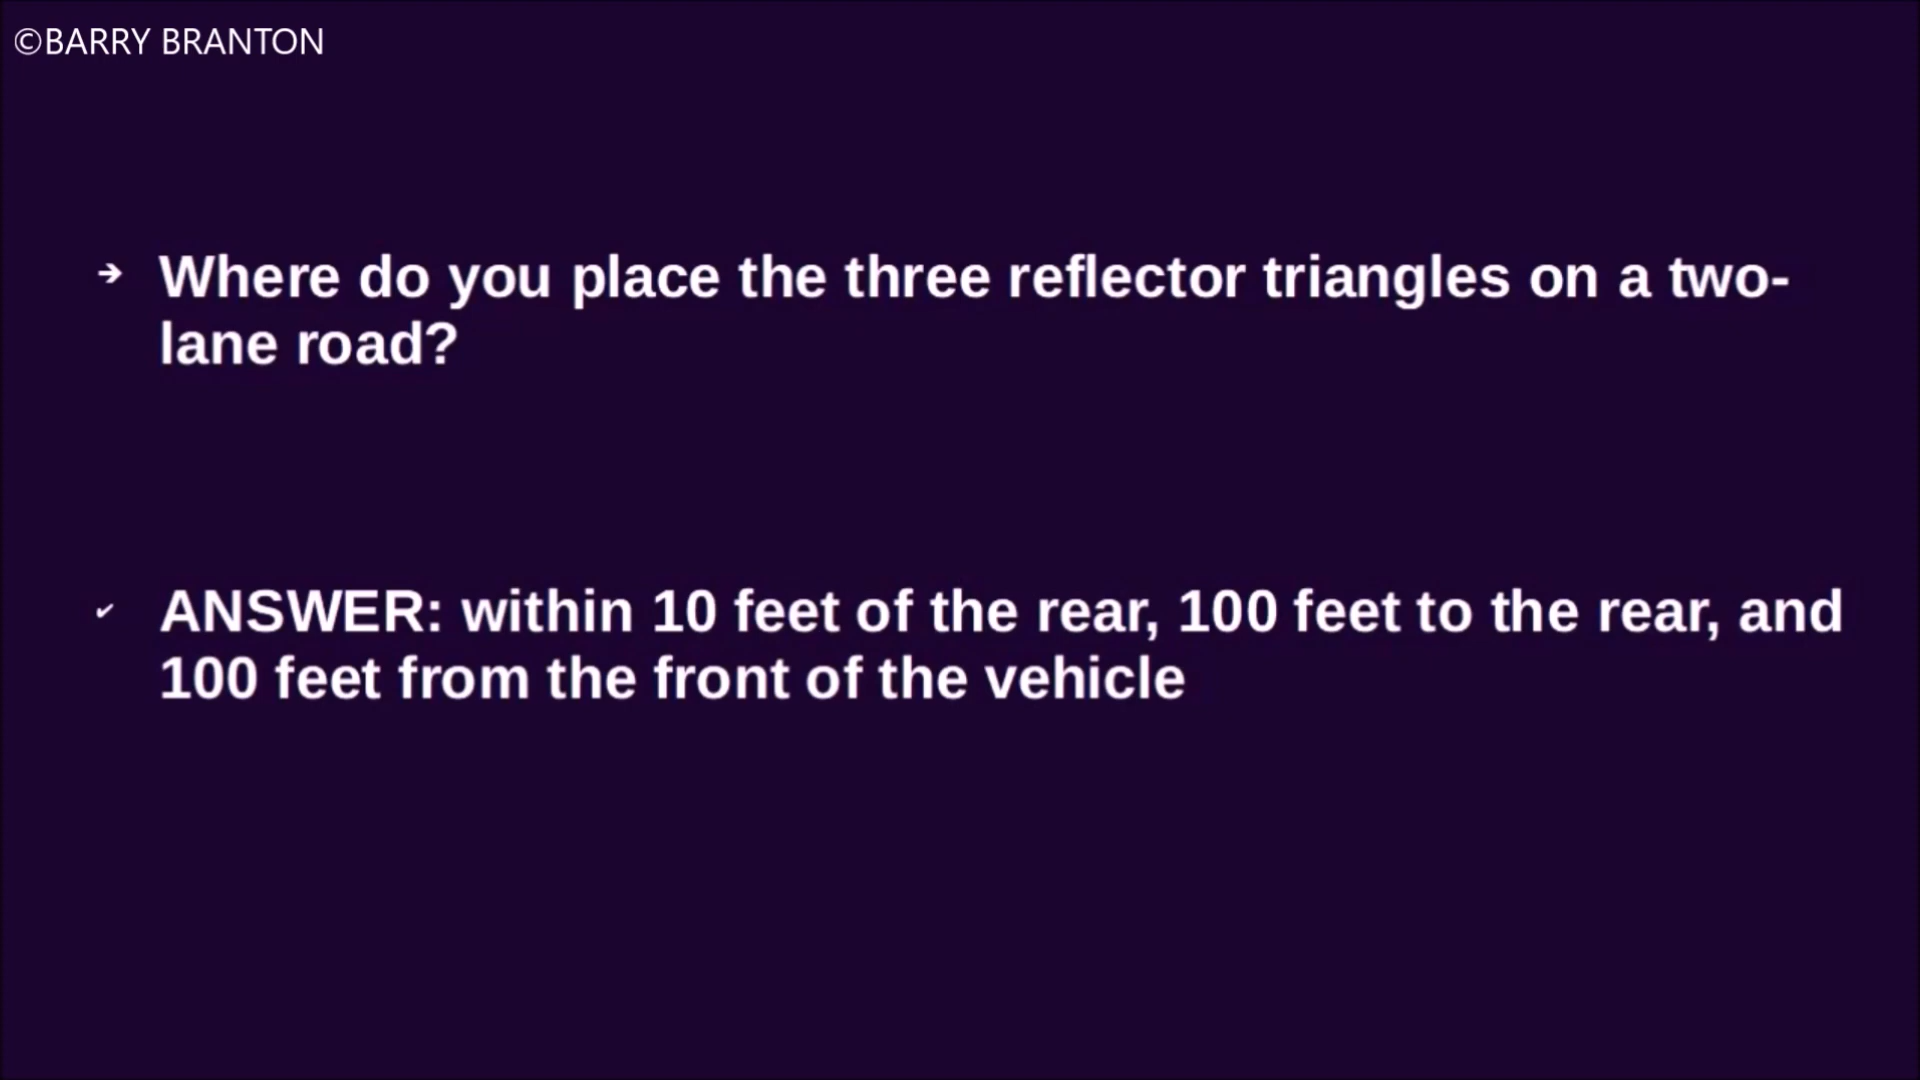 ©BARRY BRANTON
➔ Where do you place the three reflector triangles on a two-
lane road?
✔ ANSWER: within 10 feet of the rear, 100 feet to the rear, and
100 feet from the front of the vehicle